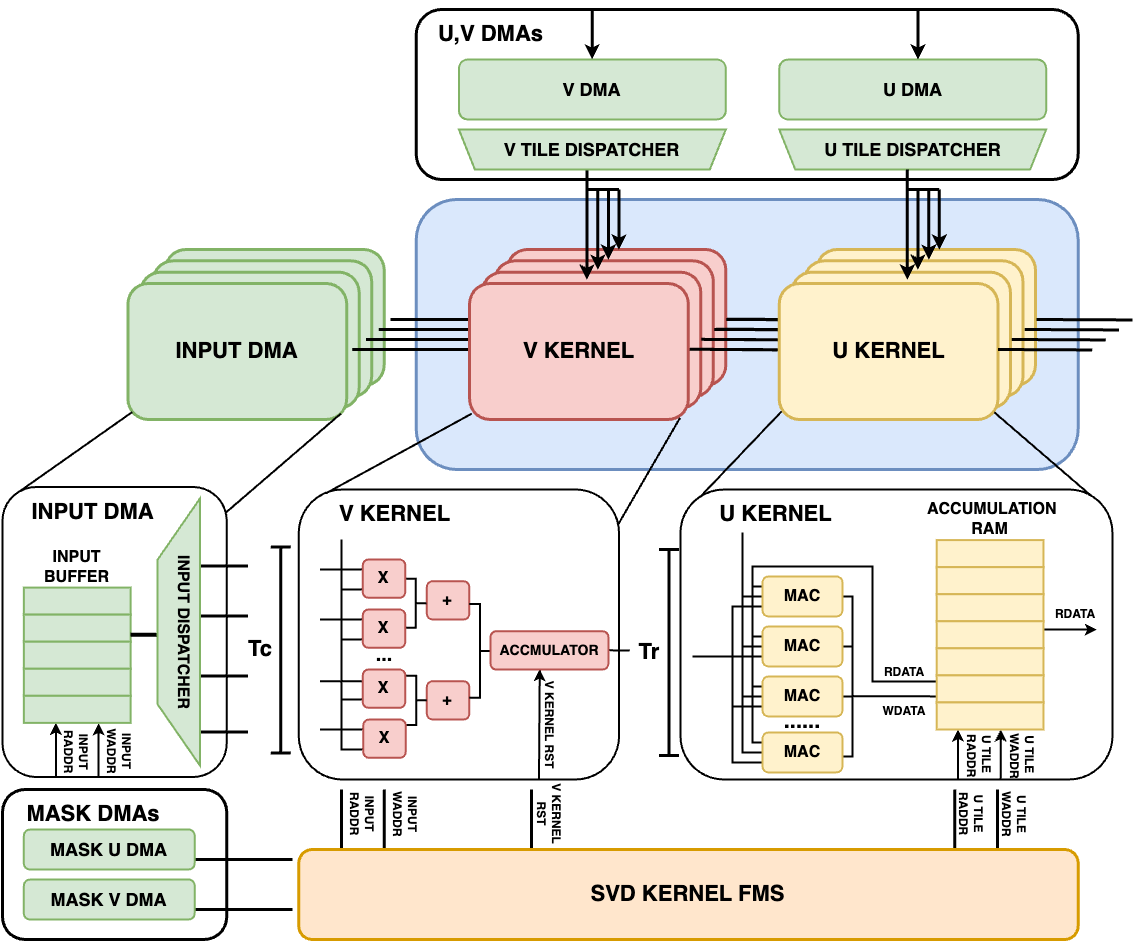 U,V DMAs
V DMA
U DMA
V TILE DISPATCHER
U TILE DISPATCHER
INPUT DMA
V KERNEL
U KERNEL
INPUT DMA
INPUT
BUFFER
INPUT DISPATCHER
INPUT
RADDR
INPUT
WADDR
Tc
V KERNEL
X
X
...
X
X
+
+
ACCMULATOR
V KERNEL RST
Tr
U KERNEL
ACCUMULATION
RAM
MAC
MAC
MAC
......
MAC
RDATA
WDATA
RDATA
U TILE
RADDR
U TILE
WADDR
MASK DMAs
MASK U DMA
MASK V DMA
INPUT
RADDR
INPUT
WADDR
V KERNEL
RST
U TILE
RADDR
U TILE
WADDR
SVD KERNEL FMS